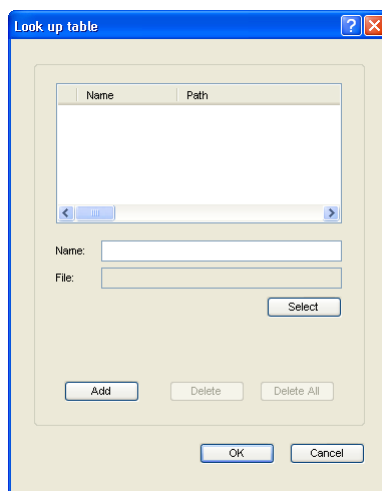 Look up table
Name Path
Name:
File:
Select
Add Delete Delete All
OK Cancel